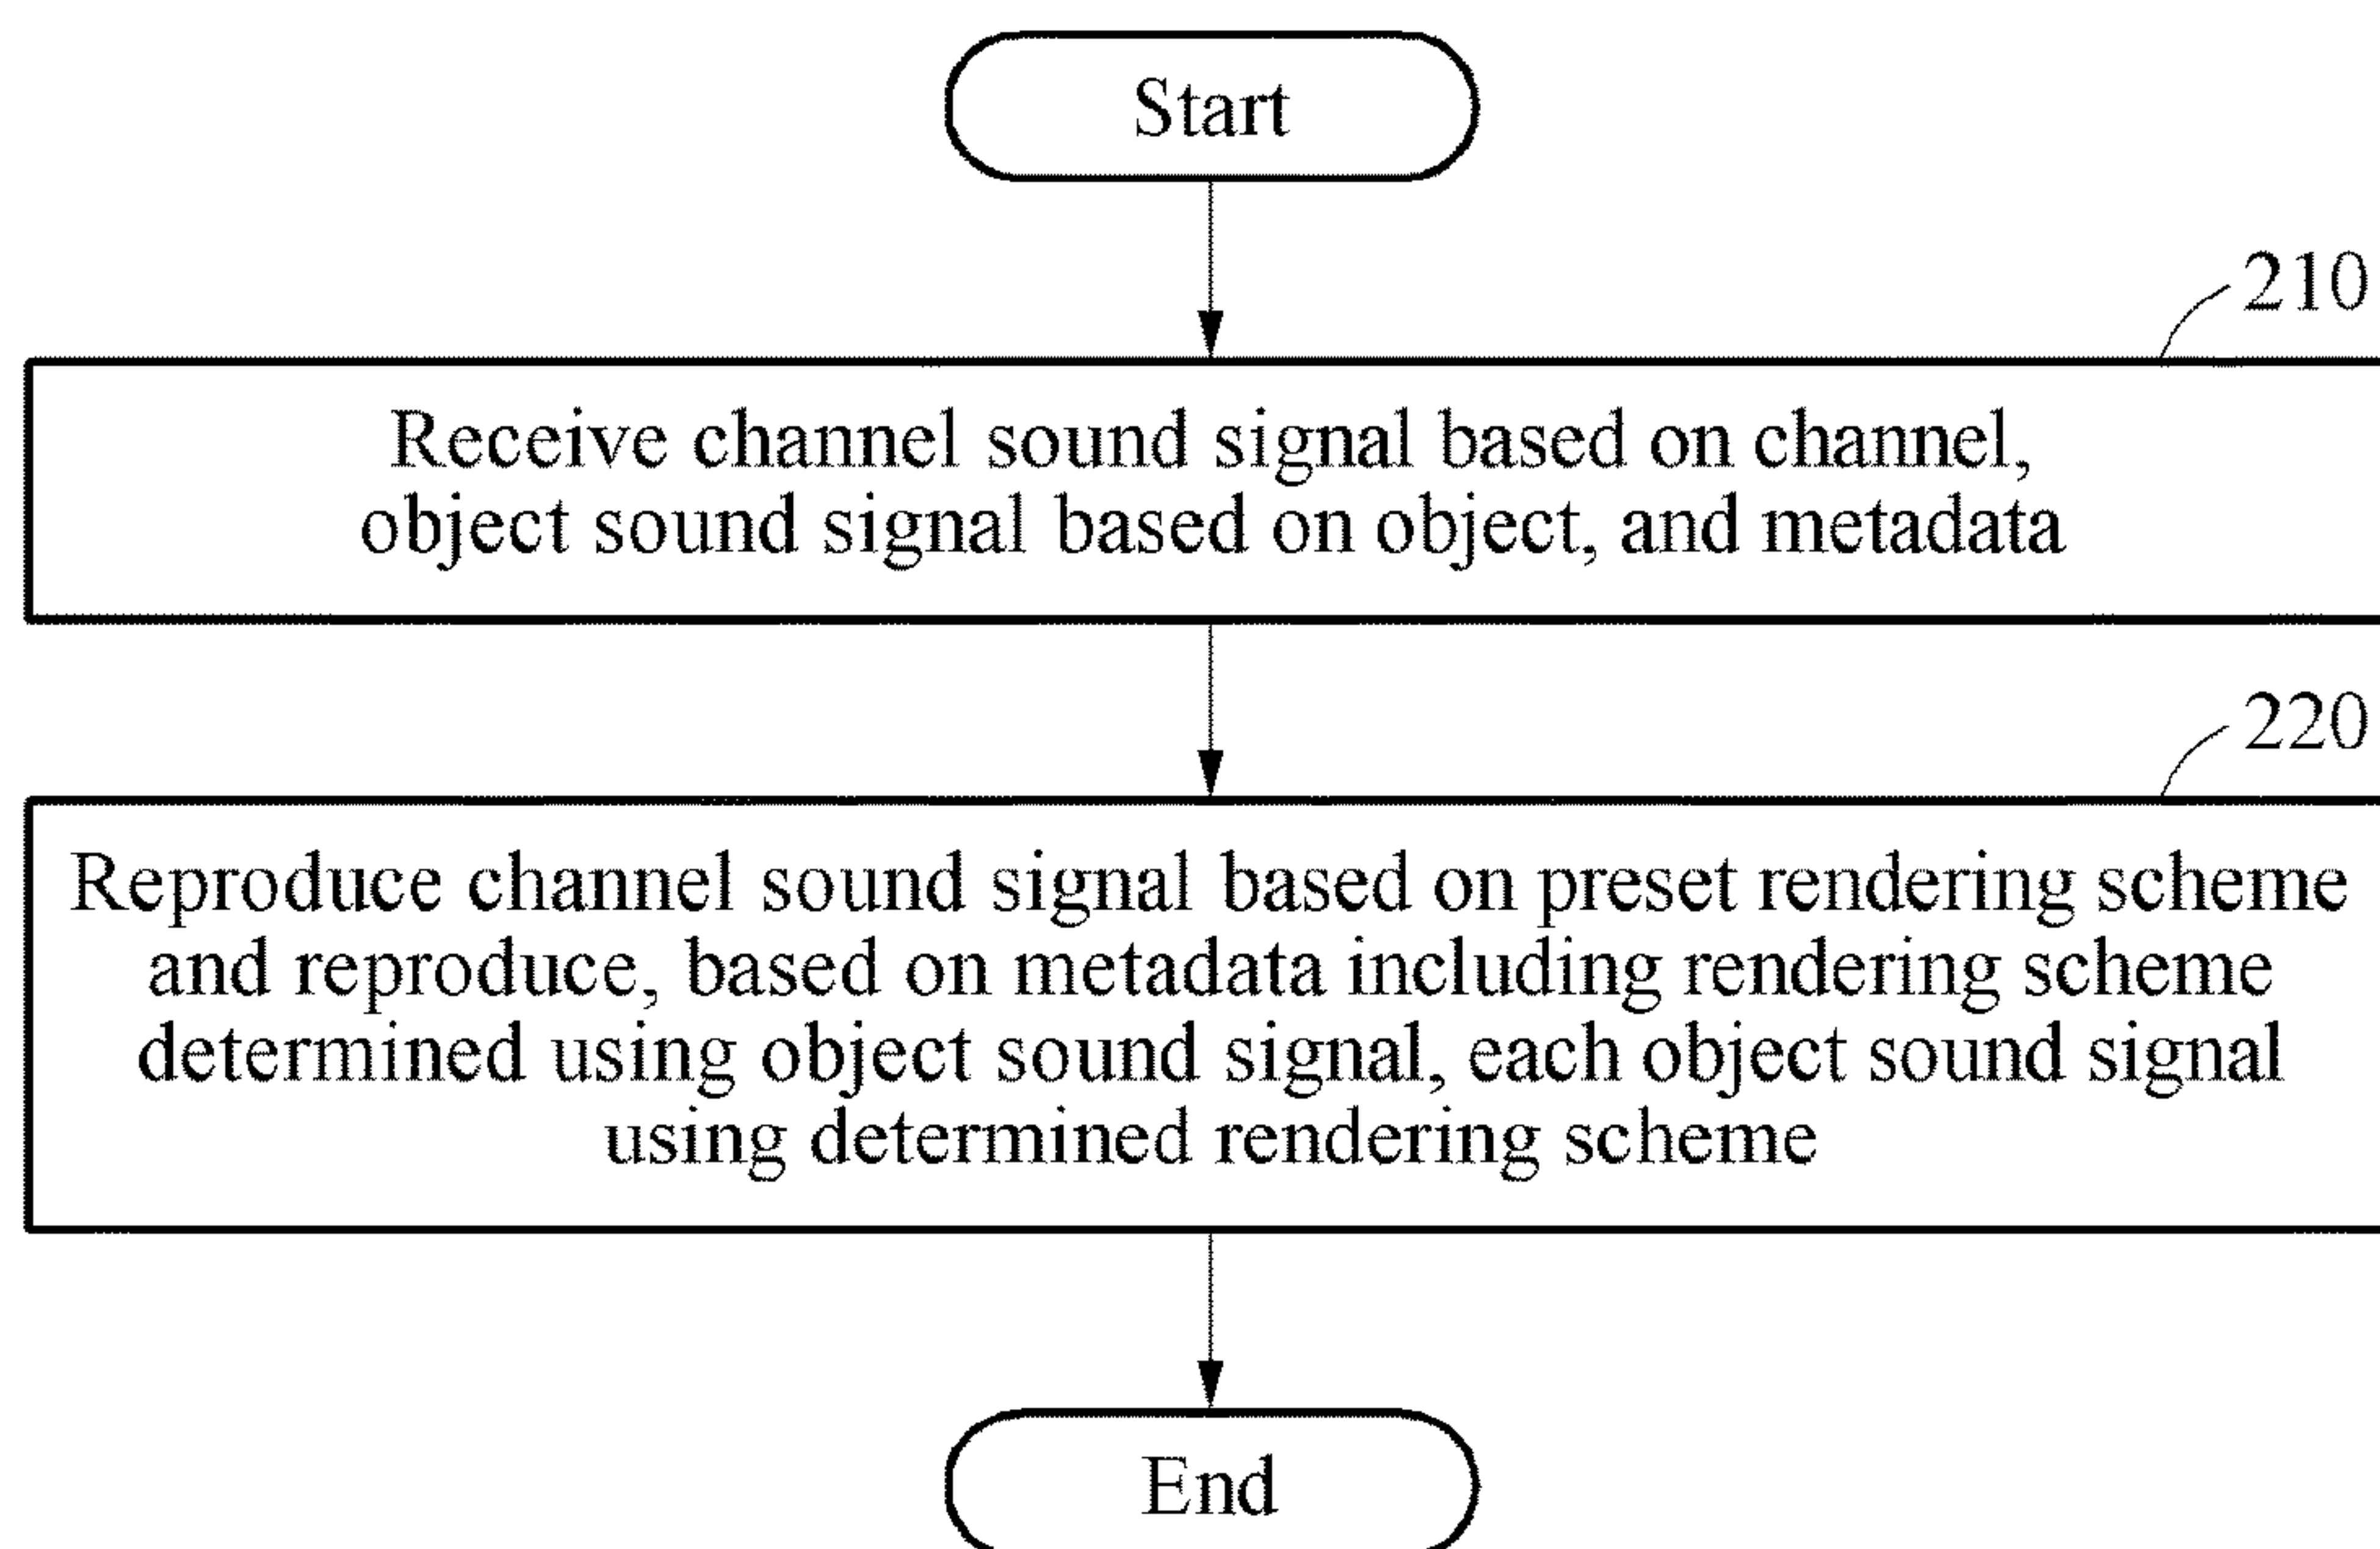 Start
210
Receive channel sound signal based on channel,
object sound signal based on object, and metadata
220
Reproduce channel sound signal based on preset rendering scheme
and reproduce, based on metadata including rendering scheme
determined using object sound signal, each object sound signal
using determined rendering scheme
End